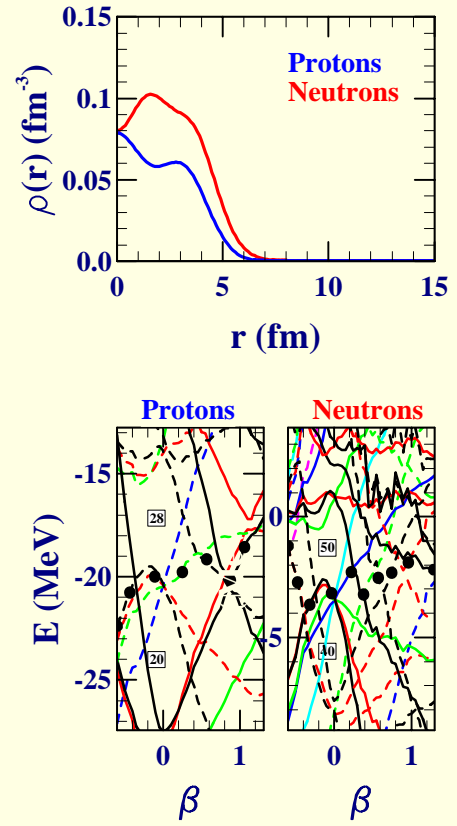 ρ(r) (fm⁻³)
0.15
0.1
0.05
0.0
Protons
Neutrons
0 5 10 15
r (fm)
Protons Neutrons
E (MeV)
-15
-20
-25
28
20
0
-5
50
40
0 1 0 1
β β